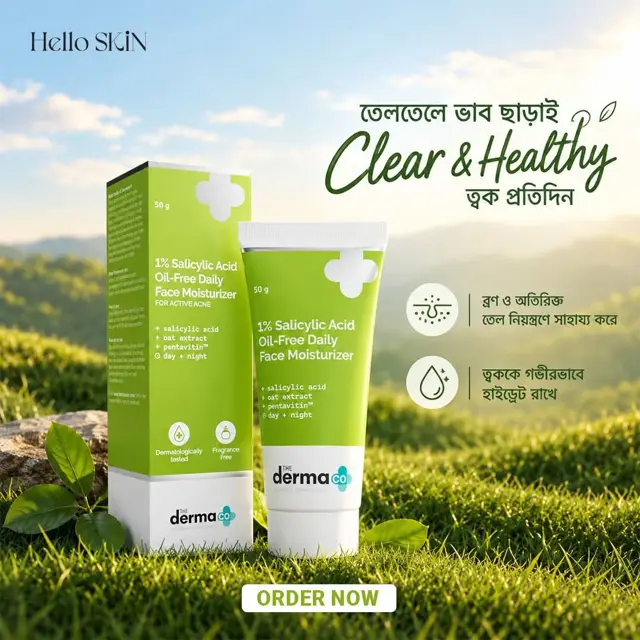 Hello SKiN
তেলতেলে ভাব ছাড়াই
Clear & Healthy
ত্বক প্রতিদিন
ব্রণ ও অতিরিক্ত
তেল নিয়ন্ত্রণে সাহায্য করে
ত্বককে গভীরভাবে
হাইড্রেট রাখে
50 g
1% Salicylic Acid
Oil-Free Daily
Face Moisturizer
FOR ACTIVE ACNE
+ salicylic acid
+ oat extract
+ pentavitin™
day + night
Dermatologically
tested
Fragrance
Free
THE
derma co
50 g
1% Salicylic Acid
Oil-Free Daily
Face Moisturizer
+ salicylic acid
+ oat extract
+ pentavitin™
day + night
THE
derma co
ORDER NOW